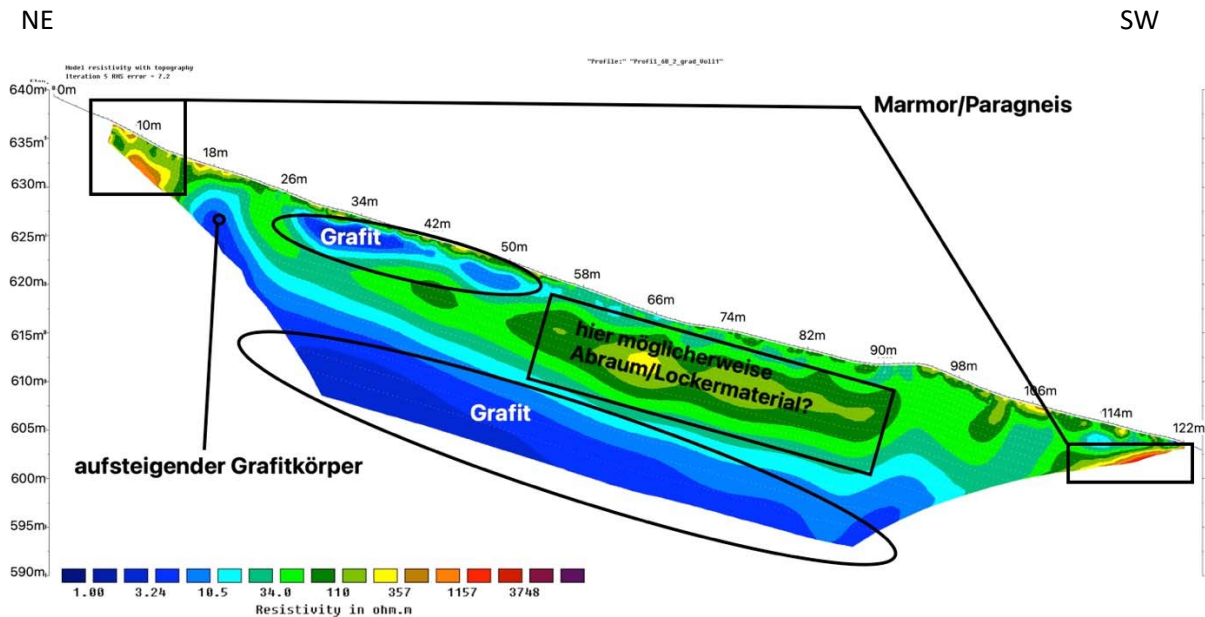 NE
SW
Model resistivity with topography
Iteration 5 RMS error = 7.2
"Profile:" "Profil_60_2_grad_Voll1"
640m
0m
Marmor/Paragneis
10m
635m
18m
630m
26m
34m
625m
Grafit
42m
50m
620m
58m
66m
615m
74m
hier möglicherweise
Abraum/Lockermaterial?
82m
90m
610m
98m
106m
Grafit
605m
114m
122m
aufsteigender Grafitkörper
600m
595m
590m
1.00 3.24 10.5 34.0 110 357 1157 3748
Resistivity in ohm.m